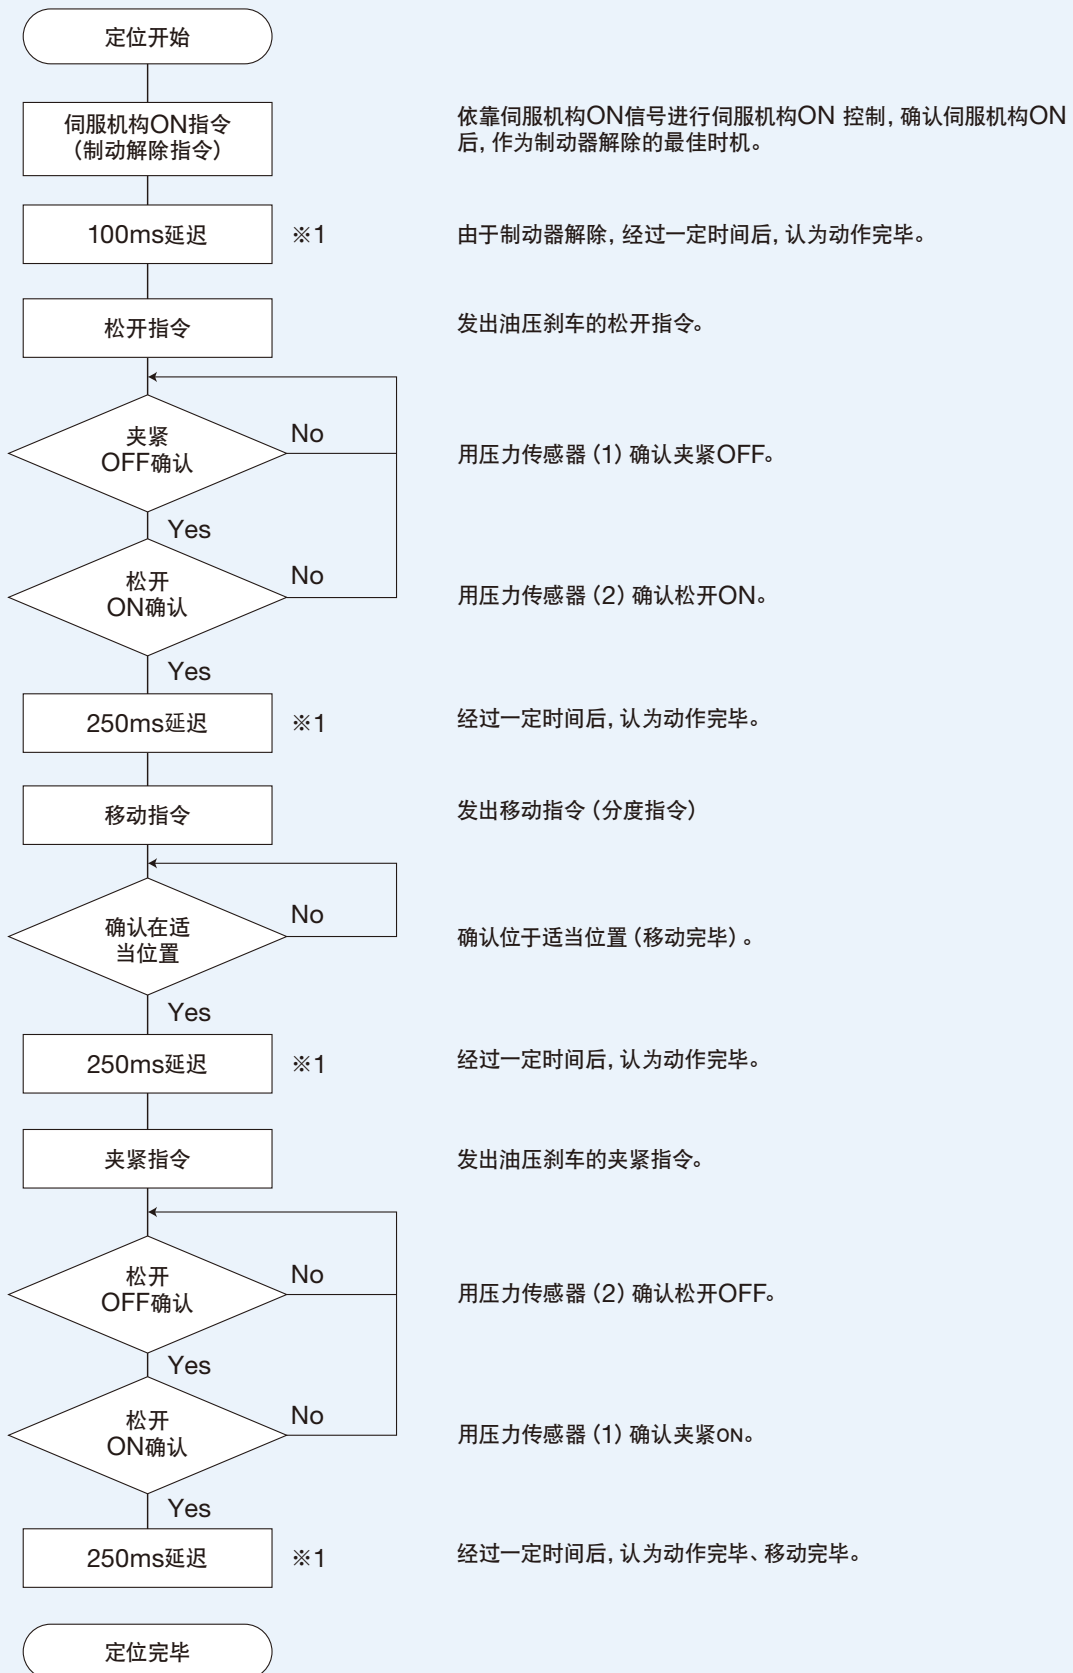 定位开始
伺服机构ON指令
(制动解除指令)
依靠伺服机构ON信号进行伺服机构ON 控制, 确认伺服机构ON
后, 作为制动器解除的最佳时机。
100ms延迟
※1
由于制动器解除, 经过一定时间后, 认为动作完毕。
松开指令
发出油压刹车的松开指令。
夹紧
OFF确认
No
用压力传感器 (1) 确认夹紧OFF。
Yes
松开
ON确认
No
用压力传感器 (2) 确认松开ON。
Yes
250ms延迟
※1
经过一定时间后, 认为动作完毕。
移动指令
发出移动指令 (分度指令)
确认在适
当位置
No
确认位于适当位置 (移动完毕) 。
Yes
250ms延迟
※1
经过一定时间后, 认为动作完毕。
夹紧指令
发出油压刹车的夹紧指令。
松开
OFF确认
No
用压力传感器 (2) 确认松开OFF。
Yes
松开
ON确认
No
用压力传感器 (1) 确认夹紧ON。
Yes
250ms延迟
※1
经过一定时间后, 认为动作完毕、移动完毕。
定位完毕